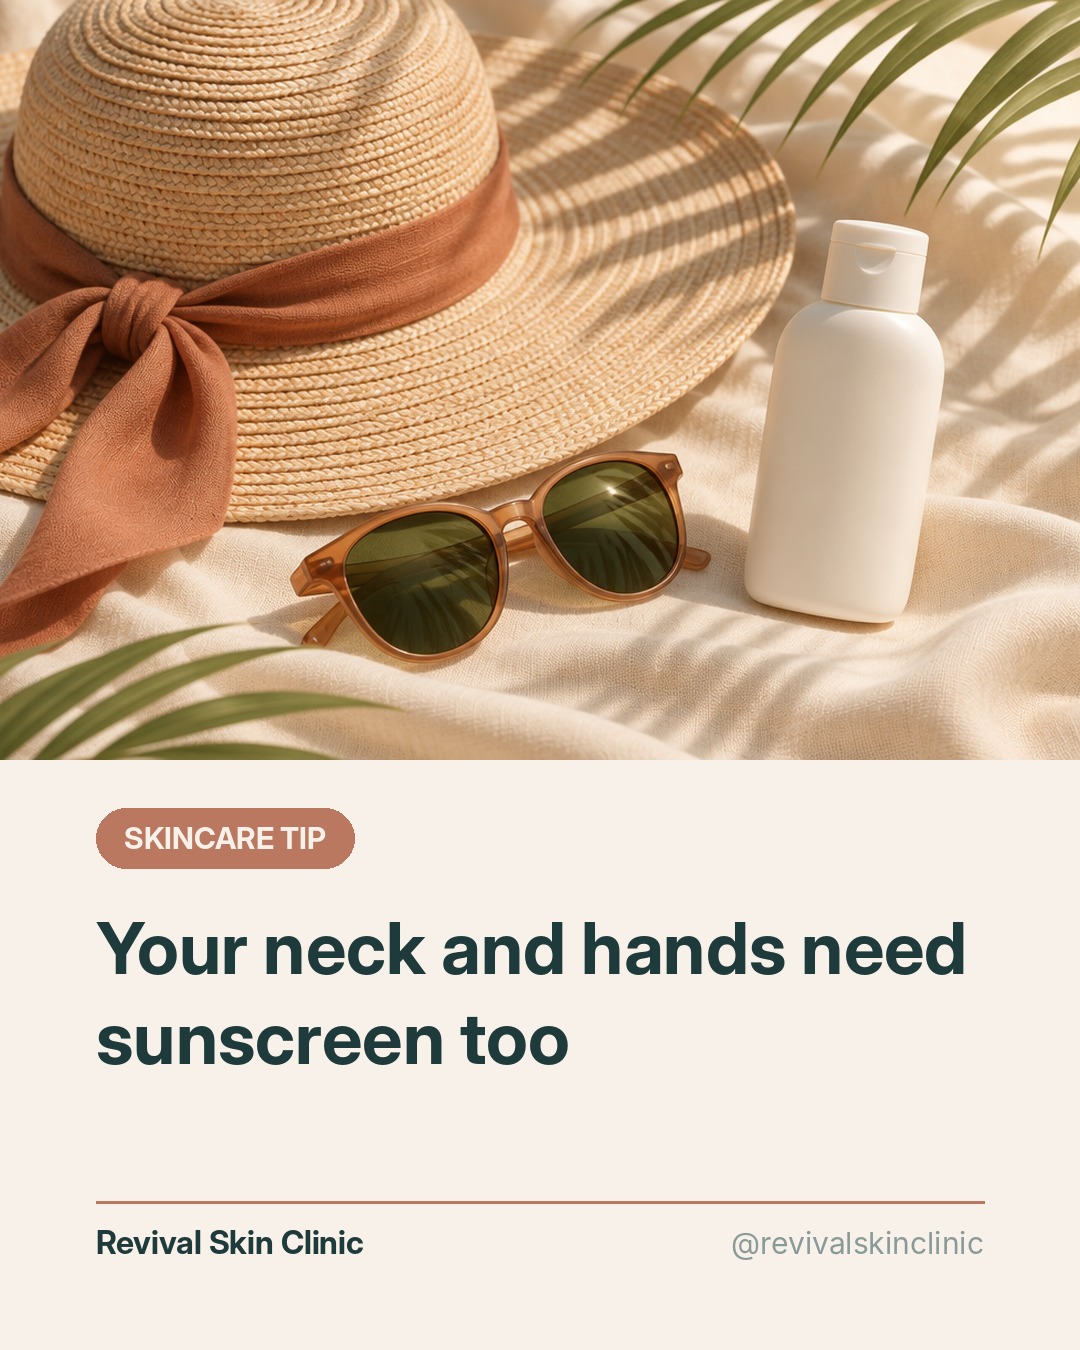 SKINCARE TIP
Your neck and hands need
sunscreen too
Revival Skin Clinic
@revivalskinclinic